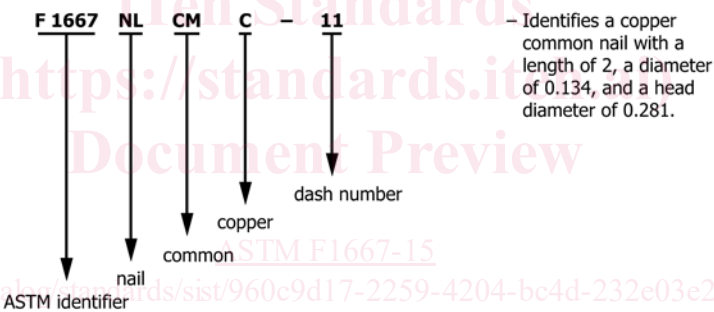 iTeh Standards
F 1667 NL CM C – 11
– Identifies a copper
common nail with a
length of 2, a diameter
of 0.134, and a head
diameter of 0.281.
https://standards.iteh.ai)
Document Preview
dash number
copper
common
ASTM F1667-15
nail
alog/standards/sist/960c9d17-2259-4204-bc4d-232e03e2
ASTM identifier